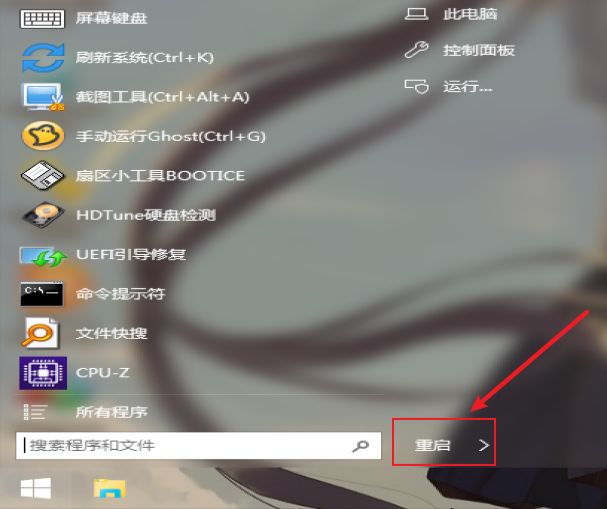 屏幕键盘
刷新系统(Ctrl+K)
截图工具(Ctrl+Alt+A)
手动运行Ghost(Ctrl+G)
扇区小工具BOOTICE
HDTune硬盘检测
UEFI引导修复
C:\_
命令提示符
文件快搜
CPU-Z
所有程序
搜索程序和文件
此电脑
控制面板
运行...
重启